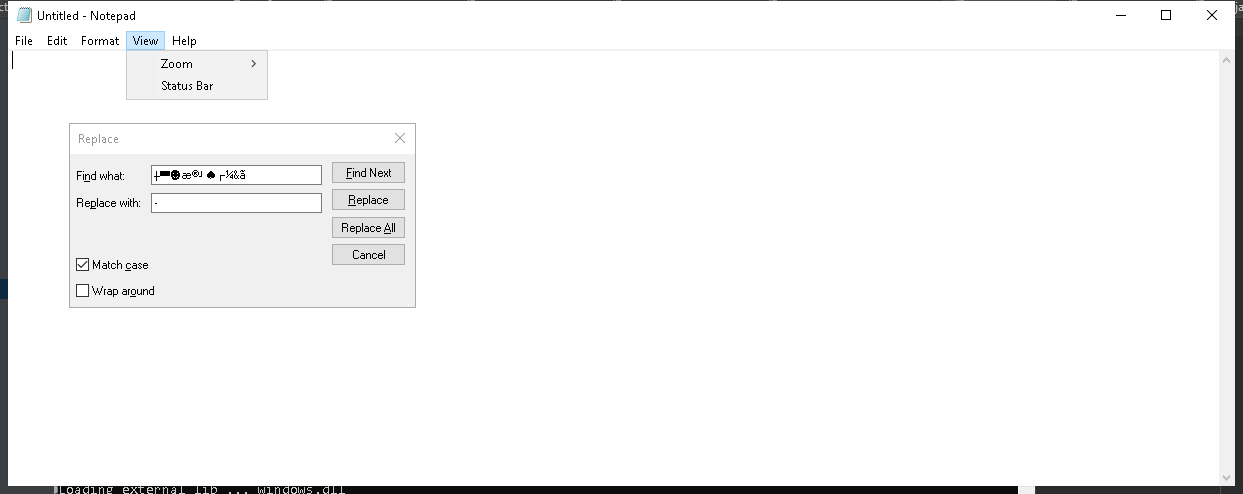 Untitled - Notepad
File Edit Format View Help
Zoom
Status Bar
Replace
Find what: ┼▀☻æ®┘♠┌¼&ã Find Next
Replace with: - Replace
Replace All
Cancel
Match case
Wrap around
Loading external lib ... windows.dll